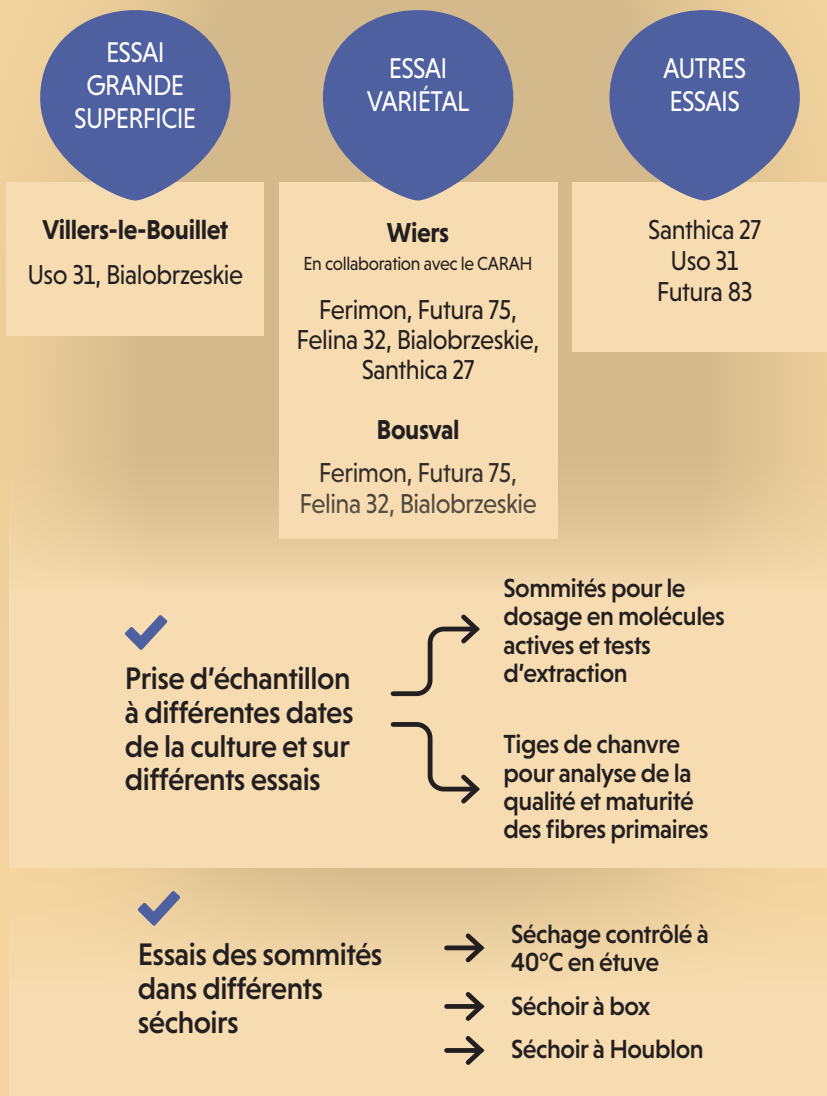 ESSAI
GRANDE
SUPERFICIE
Villers-le-Bouillet
Uso 31, Bialobrzeskie
ESSAI
VARIÉTAL
Wiers
En collaboration avec le CARAH
Ferimon, Futura 75,
Felina 32, Bialobrzeskie,
Santhica 27
Bousval
Ferimon, Futura 75,
Felina 32, Bialobrzeskie
AUTRES
ESSAIS
Santhica 27
Uso 31
Futura 83
Prise d'échantillon
à différentes dates
de la culture et sur
différents essais
Sommités pour le
dosage en molécules
actives et tests
d'extraction
Tiges de chanvre
pour analyse de la
qualité et maturité
des fibres primaires
Essais des sommités
dans différents
séchoirs
Séchage contrôlé à
40°C en étuve
Séchoir à box
Séchoir à Houblon